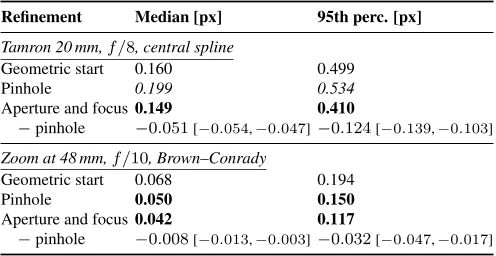 Refinement Median [px] 95th perc. [px]
Tamron 20 mm, f/8, central spline
Geometric start 0.160 0.499
Pinhole 0.199 0.534
Aperture and focus 0.149 0.410
− pinhole −0.051 [−0.054, −0.047] −0.124 [−0.139, −0.103]
Zoom at 48 mm, f/10, Brown–Conrady
Geometric start 0.068 0.194
Pinhole 0.050 0.150
Aperture and focus 0.042 0.117
− pinhole −0.008 [−0.013, −0.003] −0.032 [−0.047, −0.017]